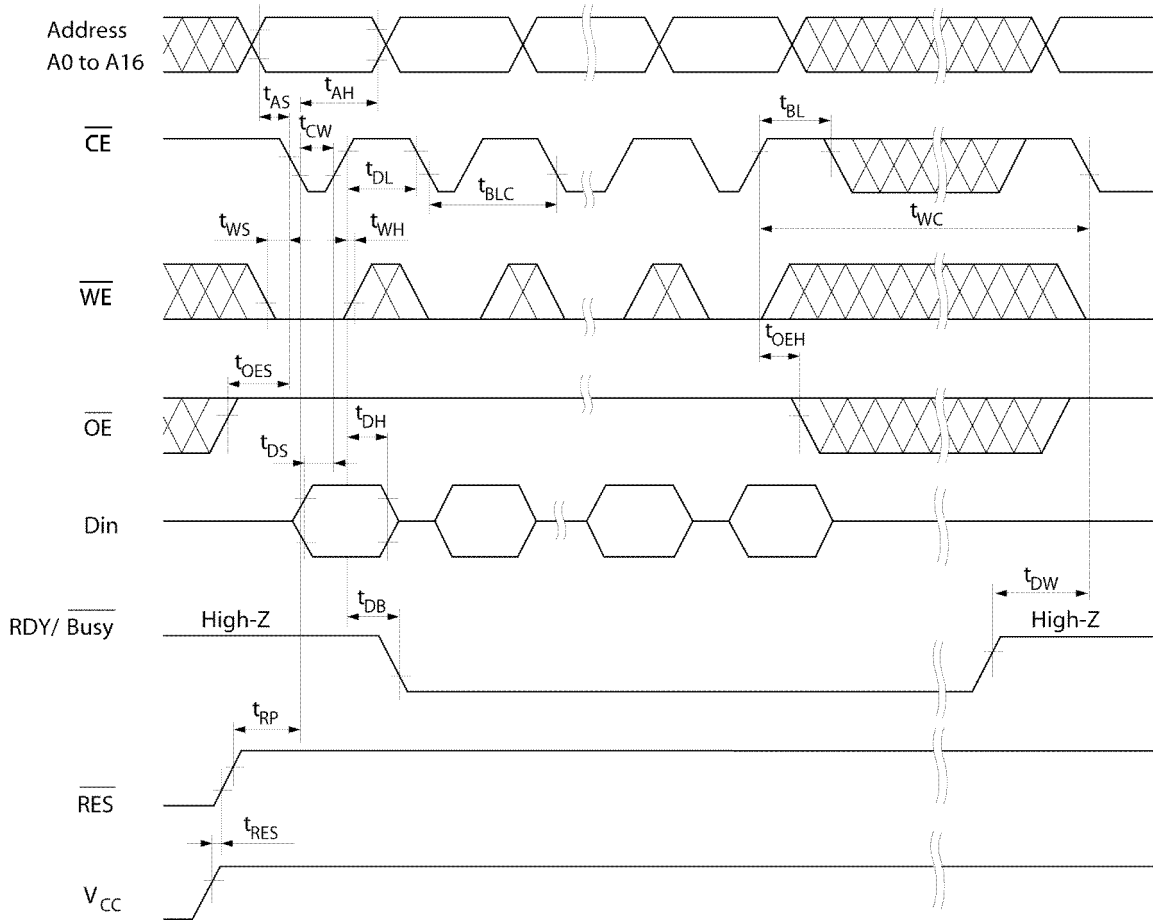 Address
A0 to A16
tAS
tAH
tBL
CE
tCW
tDL
tBLC
tWC
tWS
tWH
WE
tOEH
tOES
OE
tDH
tDS
Din
tDB
tDW
RDY/ Busy
High-Z
High-Z
tRP
RES
tRES
VCC